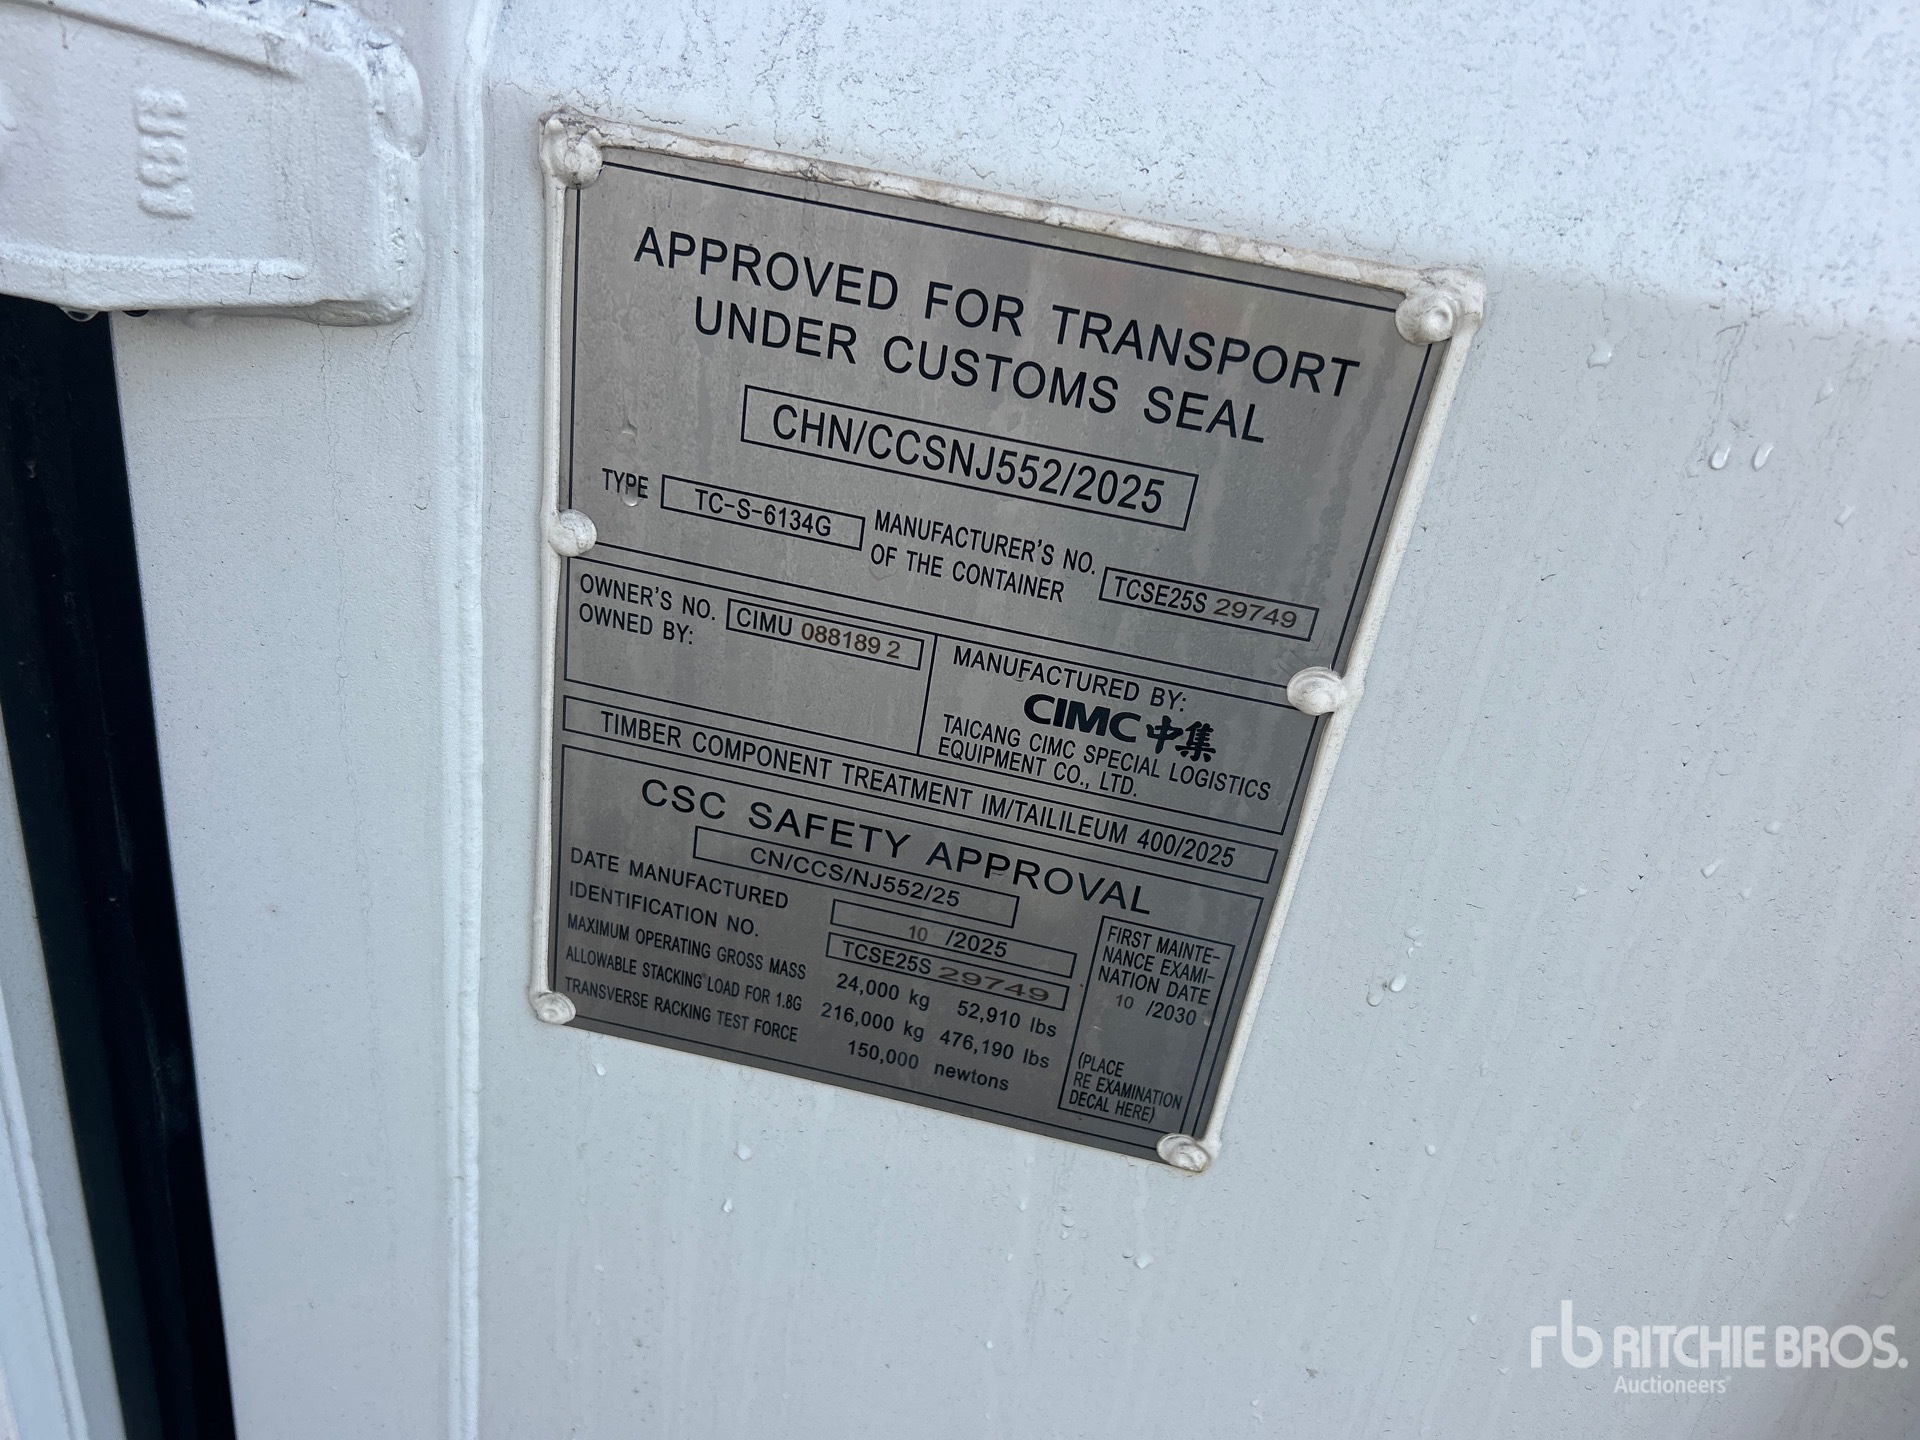 APPROVED FOR TRANSPORT
UNDER CUSTOMS SEAL
CHN/CCSNJ552/2025
TYPE TC-S-6134G MANUFACTURER'S NO.
OF THE CONTAINER TCSE25S 29749
OWNER'S NO. CIMU 088189 2
OWNED BY:
MANUFACTURED BY:
CIMC中集
TAICANG CIMC SPECIAL LOGISTICS
EQUIPMENT CO., LTD.
TIMBER COMPONENT TREATMENT IM/TAILILEUM 400/2025
CSC SAFETY APPROVAL
CN/CCS/NJ552/25
DATE MANUFACTURED 10 /2025
IDENTIFICATION NO. TCSE25S 29749
MAXIMUM OPERATING GROSS MASS 24,000 kg 52,910 lbs
ALLOWABLE STACKING LOAD FOR 1.8G 216,000 kg 476,190 lbs
TRANSVERSE RACKING TEST FORCE 150,000 newtons
FIRST MAINTE-
NANCE EXAMI-
NATION DATE
10 /2030
(PLACE
RE EXAMINATION
DECAL HERE)
rb RITCHIE BROS.
Auctioneers